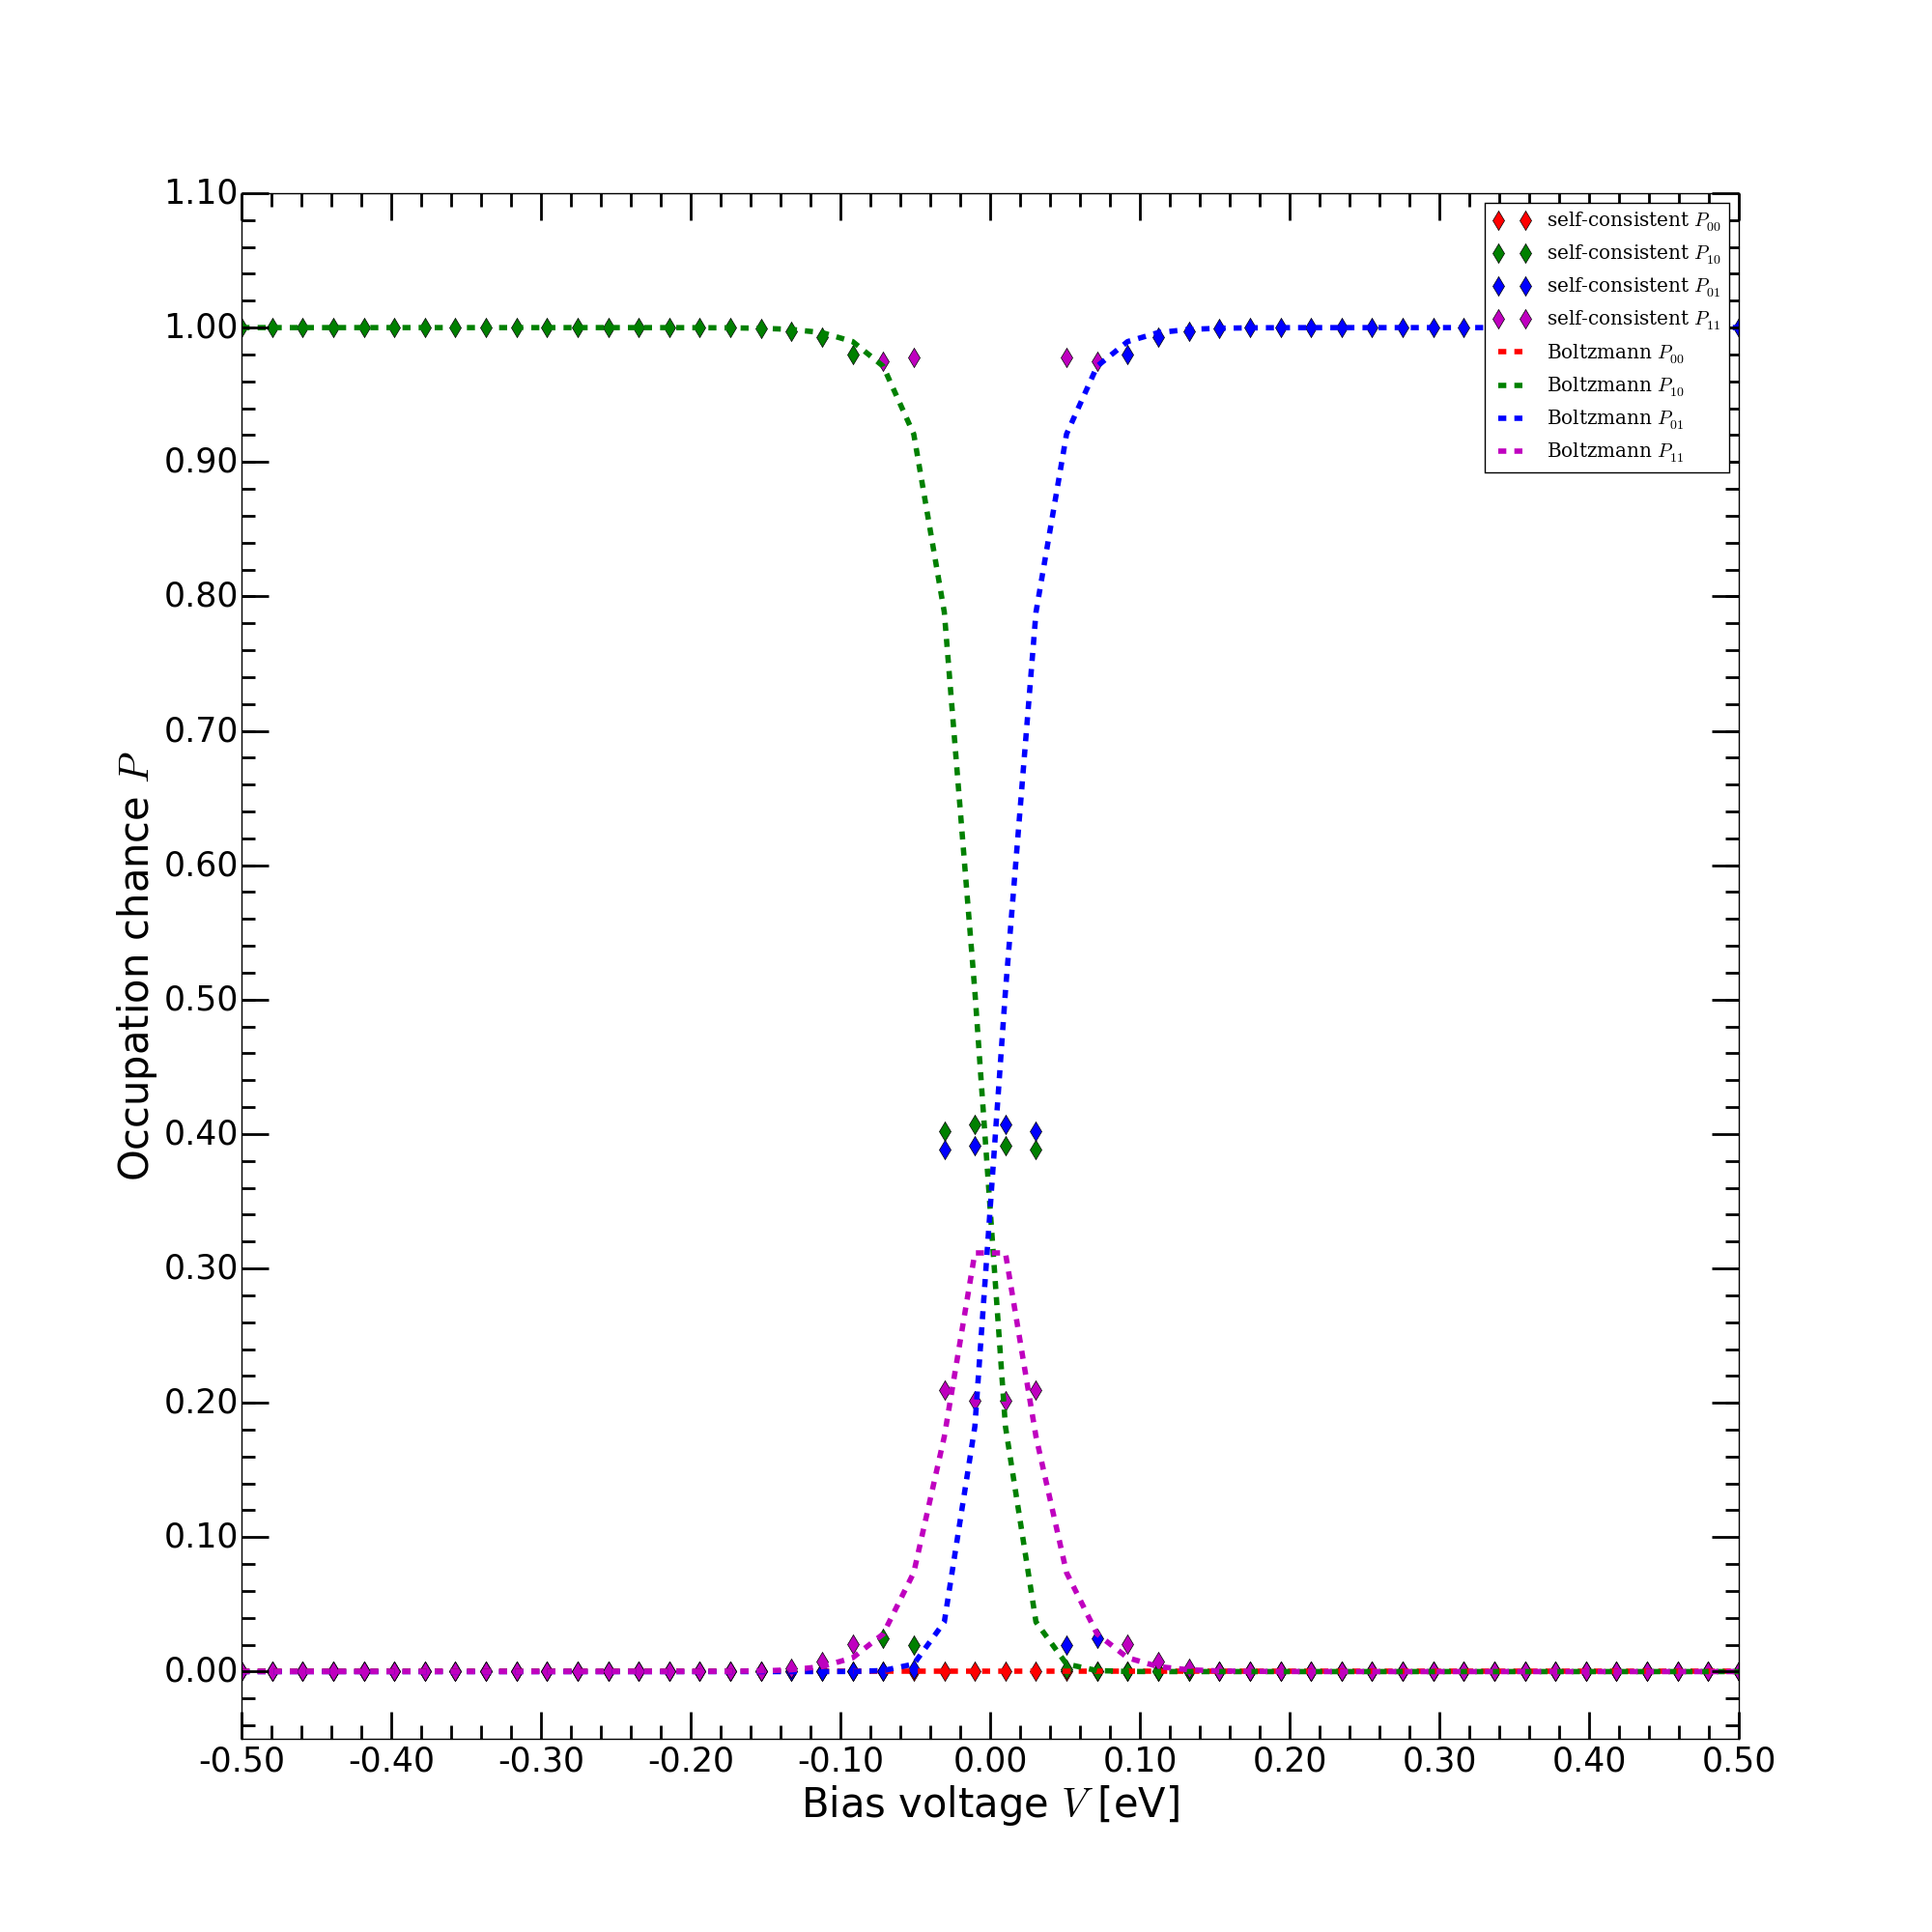 1.10
1.00
0.90
0.80
0.70
0.60
0.50
0.40
0.30
0.20
0.10
0.00
Occupation chance P
self-consistent P₀₀
self-consistent P₁₀
self-consistent P₀₁
self-consistent P₁₁
Boltzmann P₀₀
Boltzmann P₁₀
Boltzmann P₀₁
Boltzmann P₁₁
-0.50 -0.40 -0.30 -0.20 -0.10 0.00 0.10 0.20 0.30 0.40 0.50
Bias voltage V [eV]